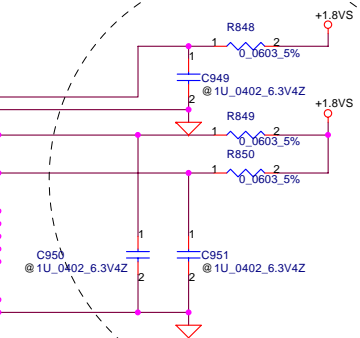 R848
+1.8VS
1
2
0_0603_5%
1
C949
@ 1U_0402_6.3V4Z
2
+1.8VS
R849
1
2
0_0603_5%
R850
1
2
0_0603_5%
1
1
C950
C951
@ 1U_0402_6.3V4Z
@ 1U_0402_6.3V4Z
2
2